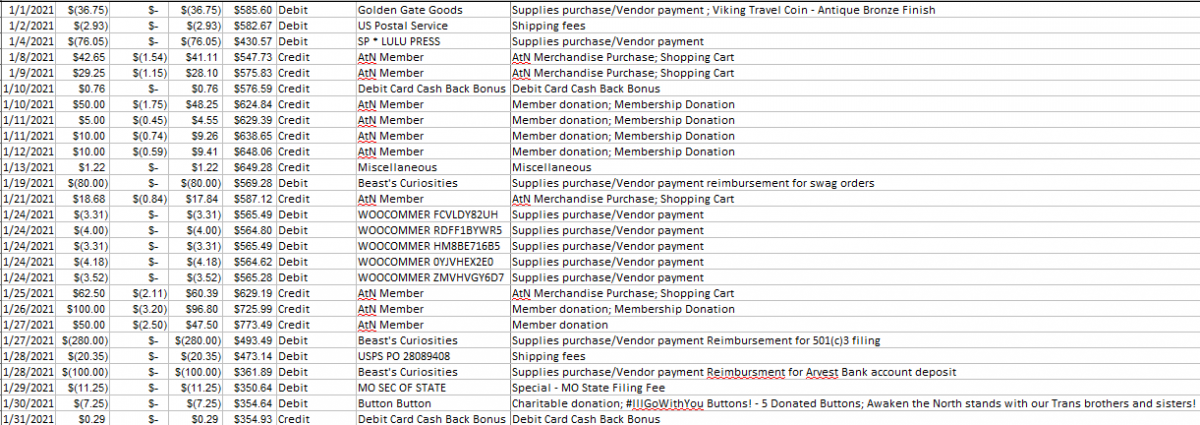 1/1/2021 $(36.75) $- $(36.75) $585.60 Debit Golden Gate Goods Supplies purchase/Vendor payment ; Viking Travel Coin - Antique Bronze Finish
1/2/2021 $(2.93) $- $(2.93) $582.67 Debit US Postal Service Shipping fees
1/4/2021 $(76.05) $- $(76.05) $430.57 Debit SP * LULU PRESS Supplies purchase/Vendor payment
1/8/2021 $42.65 $(1.54) $41.11 $547.73 Credit AtN Member AtN Merchandise Purchase; Shopping Cart
1/9/2021 $29.25 $(1.15) $28.10 $575.83 Credit AtN Member AtN Merchandise Purchase; Shopping Cart
1/10/2021 $0.76 $- $0.76 $576.59 Credit Debit Card Cash Back Bonus Debit Card Cash Back Bonus
1/10/2021 $50.00 $(1.75) $48.25 $624.84 Credit AtN Member Member donation; Membership Donation
1/11/2021 $5.00 $(0.45) $4.55 $629.39 Credit AtN Member Member donation; Membership Donation
1/11/2021 $10.00 $(0.74) $9.26 $638.65 Credit AtN Member Member donation; Membership Donation
1/12/2021 $10.00 $(0.59) $9.41 $648.06 Credit AtN Member Member donation; Membership Donation
1/13/2021 $1.22 $- $1.22 $649.28 Credit Miscellaneous Miscellaneous
1/19/2021 $(80.00) $- $(80.00) $569.28 Debit Beast's Curiosities Supplies purchase/Vendor payment reimbursement for swag orders
1/21/2021 $18.68 $(0.84) $17.84 $587.12 Credit AtN Member AtN Merchandise Purchase; Shopping Cart
1/24/2021 $(3.31) $- $(3.31) $565.49 Debit WOOCOMMER FCVLDY82UH Supplies purchase/Vendor payment
1/24/2021 $(4.00) $- $(4.00) $564.80 Debit WOOCOMMER RDFF1BYWR5 Supplies purchase/Vendor payment
1/24/2021 $(3.31) $- $(3.31) $565.49 Debit WOOCOMMER HM8BE716B5 Supplies purchase/Vendor payment
1/24/2021 $(4.18) $- $(4.18) $564.62 Debit WOOCOMMER 0YJVHEX2E0 Supplies purchase/Vendor payment
1/24/2021 $(3.52) $- $(3.52) $565.28 Debit WOOCOMMER ZMVHVGY6D7 Supplies purchase/Vendor payment
1/25/2021 $62.50 $(2.11) $60.39 $629.19 Credit AtN Member AtN Merchandise Purchase; Shopping Cart
1/26/2021 $100.00 $(3.20) $96.80 $725.99 Credit AtN Member Member donation; Membership Donation
1/27/2021 $50.00 $(2.50) $47.50 $773.49 Credit AtN Member Member donation
1/27/2021 $(280.00) $- $(280.00) $493.49 Debit Beast's Curiosities Supplies purchase/Vendor payment Reimbursement for 501(c)3 filing
1/28/2021 $(20.35) $- $(20.35) $473.14 Debit USPS PO 28089408 Shipping fees
1/28/2021 $(100.00) $- $(100.00) $361.89 Debit Beast's Curiosities Supplies purchase/Vendor payment Reimbursment for Arvest Bank account deposit
1/29/2021 $(11.25) $- $(11.25) $350.64 Debit MO SEC OF STATE Special - MO State Filing Fee
1/30/2021 $(7.25) $- $(7.25) $354.64 Debit Button Button Charitable donation; #IllGoWithYou Buttons! - 5 Donated Buttons; Awaken the North stands with our Trans brothers and sisters!
1/31/2021 $0.29 $- $0.29 $354.93 Credit Debit Card Cash Back Bonus Debit Card Cash Back Bonus